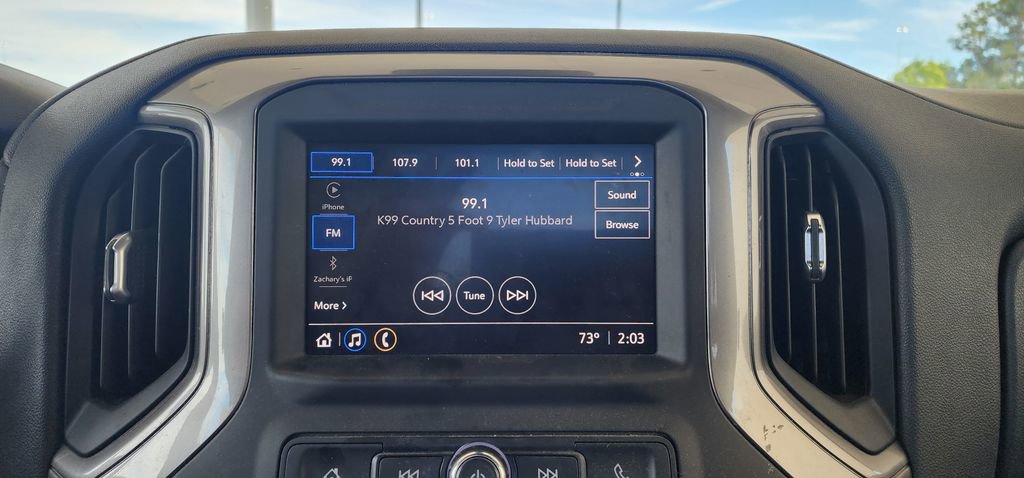 99.1 107.9 101.1 Hold to Set Hold to Set
iPhone
99.1
Sound
K99 Country 5 Foot 9 Tyler Hubbard
Browse
FM
Zachary's iP
More
Tune
73° 2:03